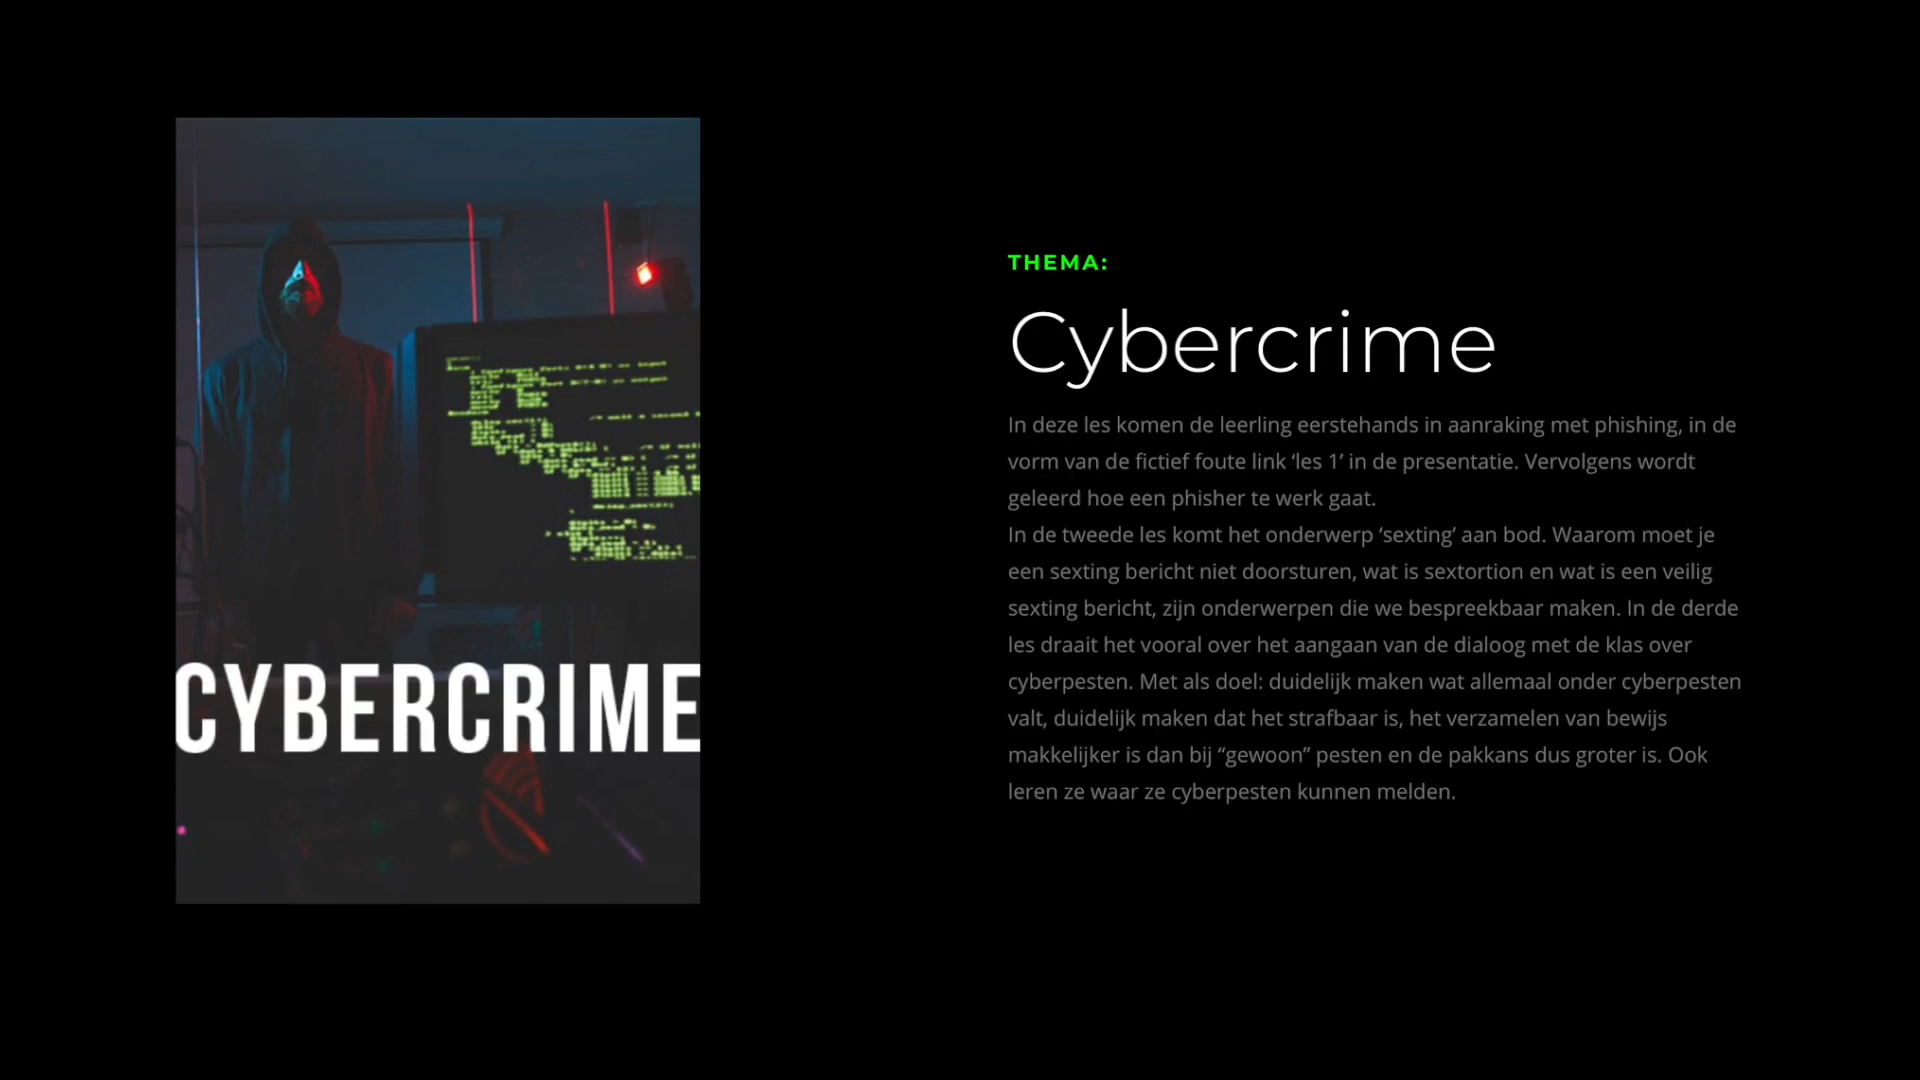 CYBERCRIME
THEMA:
Cybercrime
In deze les komen de leerling eerstehands in aanraking met phishing, in de
vorm van de fictief foute link ‘les 1’ in de presentatie. Vervolgens wordt
geleerd hoe een phisher te werk gaat.
In de tweede les komt het onderwerp ‘sexting’ aan bod. Waarom moet je
een sexting bericht niet doorsturen, wat is sextortion en wat is een veilig
sexting bericht, zijn onderwerpen die we bespreekbaar maken. In de derde
les draait het vooral over het aangaan van de dialoog met de klas over
cyberpesten. Met als doel: duidelijk maken wat allemaal onder cyberpesten
valt, duidelijk maken dat het strafbaar is, het verzamelen van bewijs
makkelijker is dan bij “gewoon” pesten en de pakkans dus groter is. Ook
leren ze waar ze cyberpesten kunnen melden.